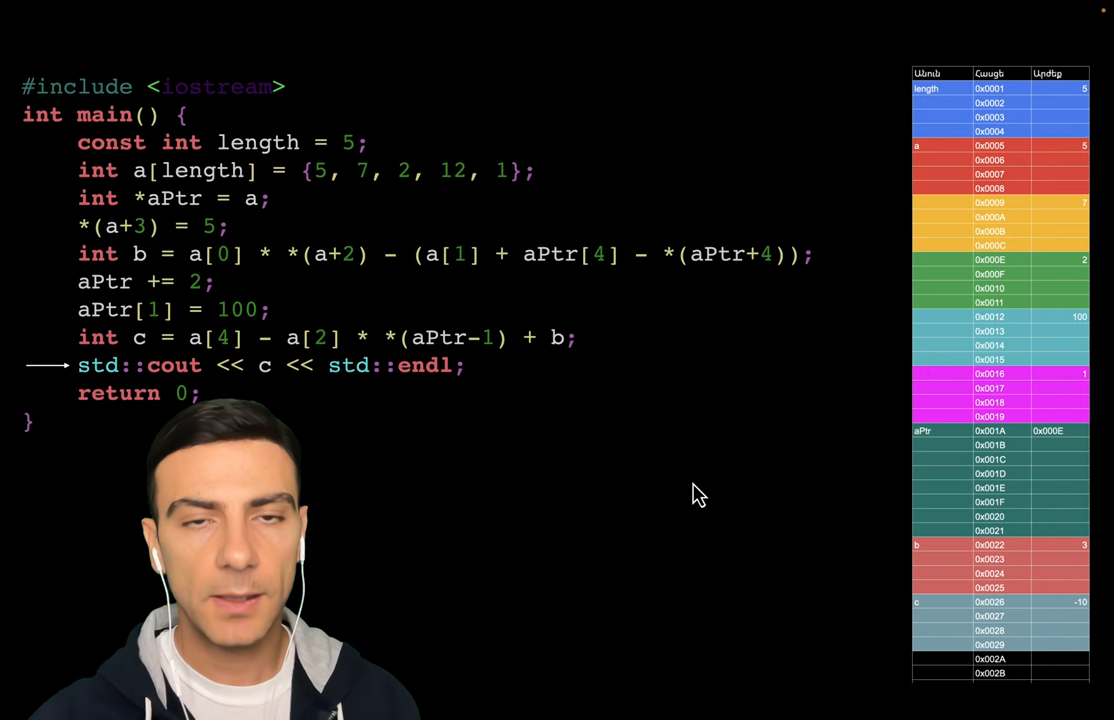 #include <iostream>
int main() {
const int length = 5;
int a[length] = {5, 7, 2, 12, 1};
int *aPtr = a;
*(a+3) = 5;
int b = a[0] * *(a+2) - (a[1] + aPtr[4] - *(aPtr+4));
aPtr += 2;
aPtr[1] = 100;
int c = a[4] - a[2] * *(aPtr-1) + b;
std::cout << c << std::endl;
return 0;
}
Անուն Հասցե Արժեք
length 0x0001 5
0x0002
0x0003
0x0004
a 0x0005 5
0x0006
0x0007
0x0008
0x0009 7
0x000A
0x000B
0x000C
0x000E 2
0x000F
0x0010
0x0011
0x0012 100
0x0013
0x0014
0x0015
0x0016 1
0x0017
0x0018
0x0019
aPtr 0x001A 0x000E
0x001B
0x001C
0x001D
0x001E
0x001F
0x0020
0x0021
b 0x0022 3
0x0023
0x0024
0x0025
c 0x0026 -10
0x0027
0x0028
0x0029
0x002A
0x002B